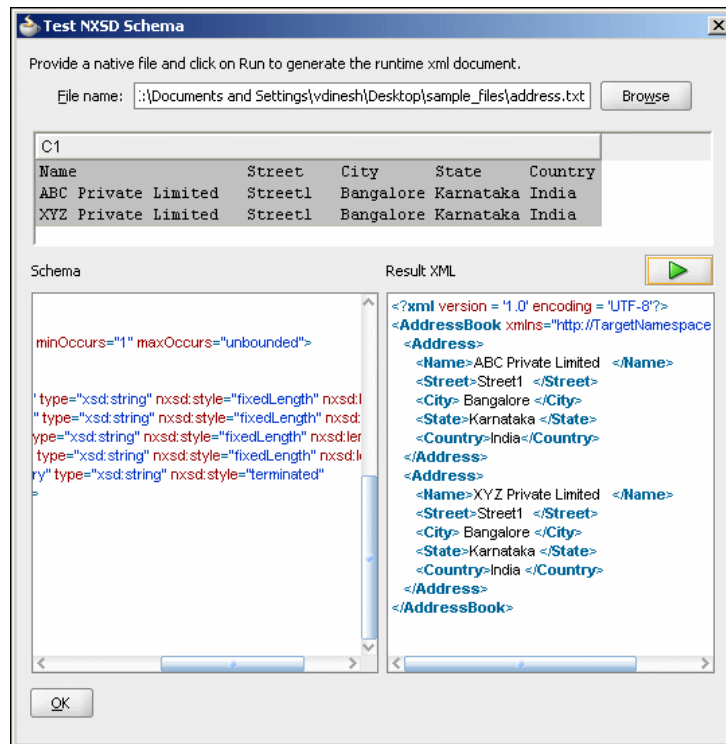 Test NXSD Schema
Provide a native file and click on Run to generate the runtime xml document.
File name: :\Documents and Settings\vdinesh\Desktop\sample_files\address.txt Browse
C1
Name Street City State Country
ABC Private Limited Street1 Bangalore Karnataka India
XYZ Private Limited Street1 Bangalore Karnataka India
Schema
minOccurs="1" maxOccurs="unbounded">
" type="xsd:string" nxsd:style="fixedLength" nxsd:l
" type="xsd:string" nxsd:style="fixedLength" nxsd:
ype="xsd:string" nxsd:style="fixedLength" nxsd:ler
type="xsd:string" nxsd:style="fixedLength" nxsd:le
ry" type="xsd:string" nxsd:style="terminated"
>
Result XML
<?xml version = '1.0' encoding = 'UTF-8'?>
<AddressBook xmlns="http://TargetNamespace
<Address>
<Name>ABC Private Limited </Name>
<Street>Street1 </Street>
<City> Bangalore </City>
<State>Karnataka </State>
<Country>India</Country>
</Address>
<Address>
<Name>XYZ Private Limited </Name>
<Street>Street1 </Street>
<City> Bangalore </City>
<State>Karnataka </State>
<Country>India </Country>
</Address>
</AddressBook>
OK